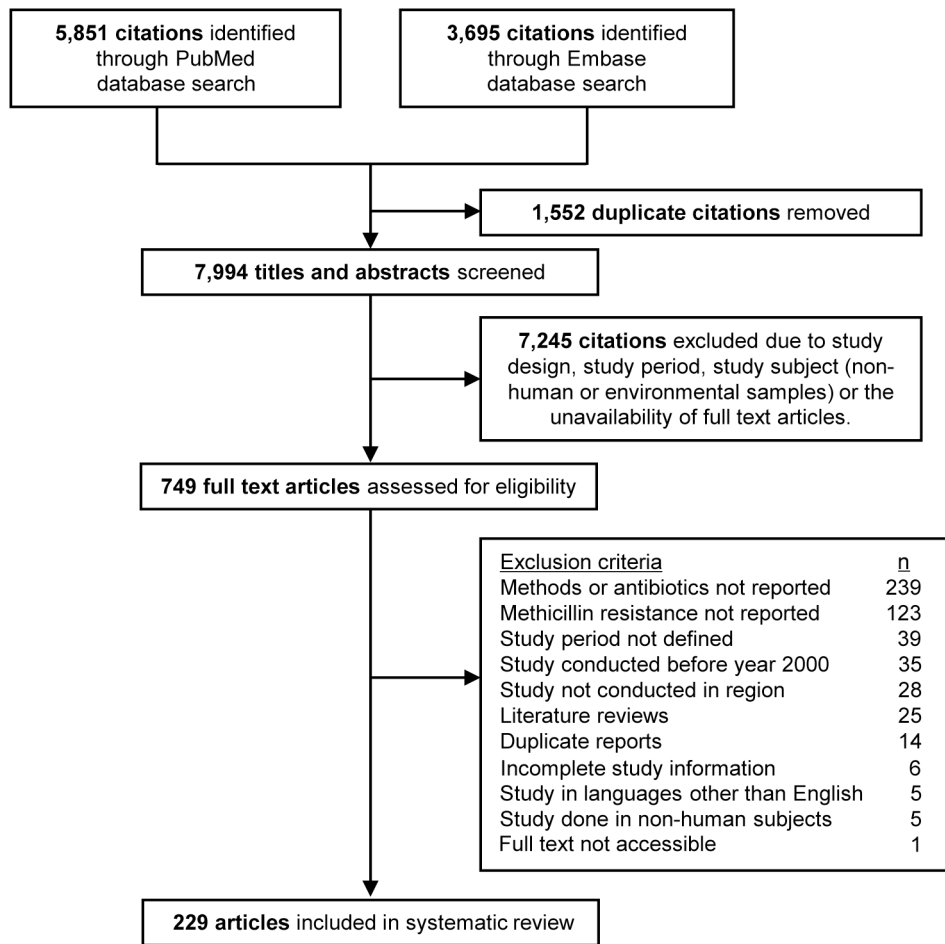 5,851 citations identified
through PubMed
database search
3,695 citations identified
through Embase
database search
1,552 duplicate citations removed
7,994 titles and abstracts screened
7,245 citations excluded due to study
design, study period, study subject (non-
human or environmental samples) or the
unavailability of full text articles.
749 full text articles assessed for eligibility
Exclusion criteria n
Methods or antibiotics not reported 239
Methicillin resistance not reported 123
Study period not defined 39
Study conducted before year 2000 35
Study not conducted in region 28
Literature reviews 25
Duplicate reports 14
Incomplete study information 6
Study in languages other than English 5
Study done in non-human subjects 5
Full text not accessible 1
229 articles included in systematic review